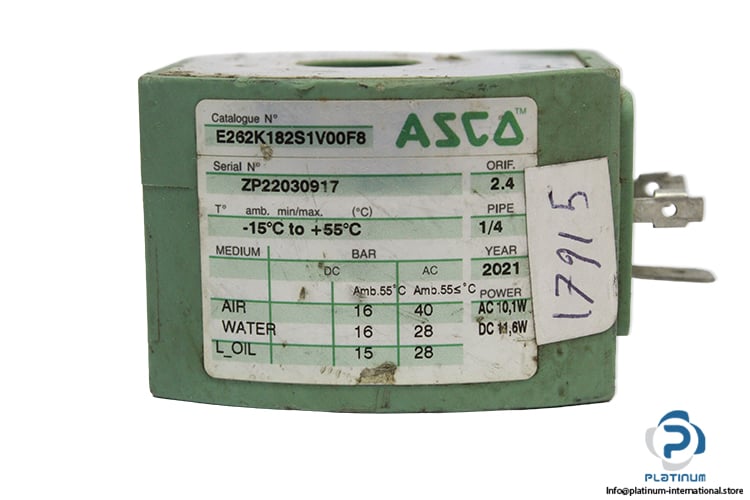 Catalogue N° ASCO™
E262K182S1V00F8
Serial N° ORIF.
ZP22030917 2.4
T° amb. min/max. (°C) PIPE
-15°C to +55°C 1/4
MEDIUM BAR YEAR
DC AC 2021
Amb.55°C Amb.55≤°C POWER
AIR 16 40 AC 10,1W
WATER 16 28 DC 11,6W
L_OIL 15 28
17915
PLATINUM
Info@platinum-international.store